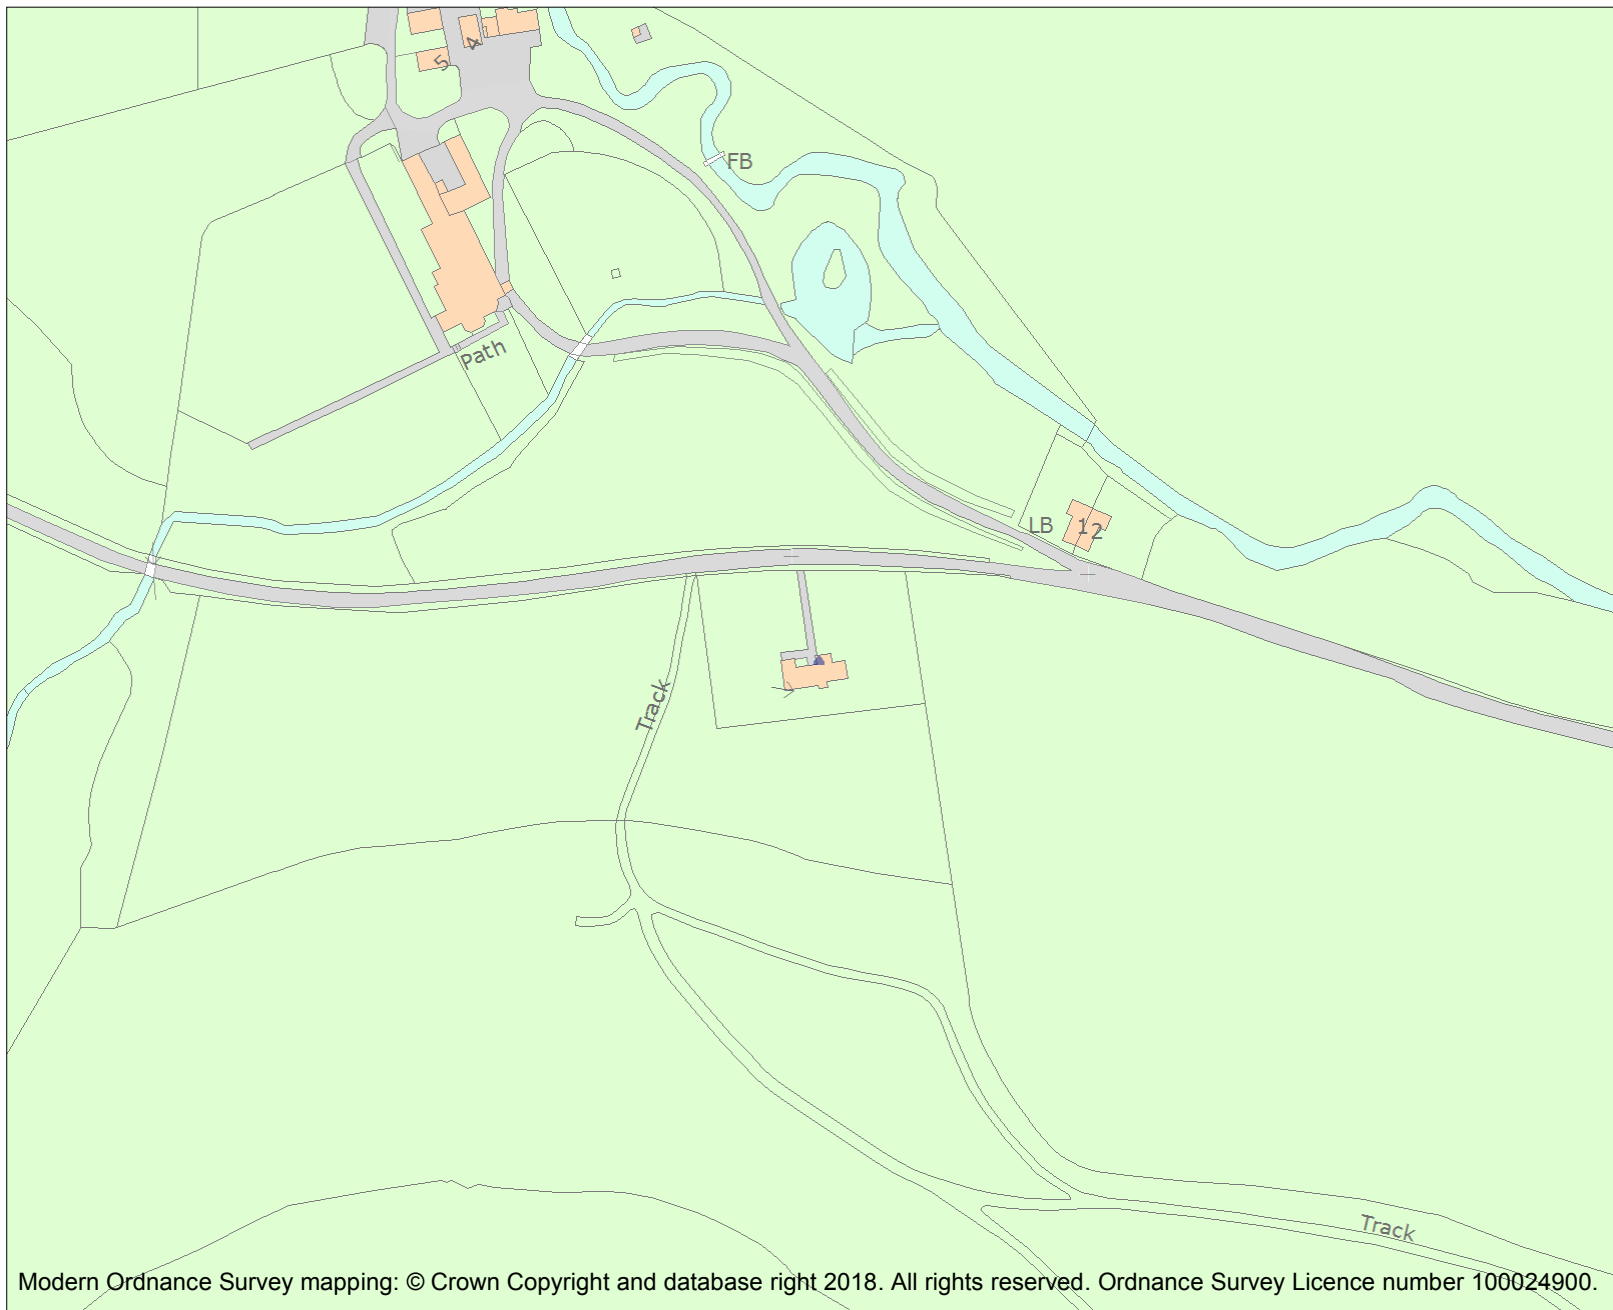 4
5
FB
Path
LB
1
2
Track
Track
Modern Ordnance Survey mapping: © Crown Copyright and database right 2018. All rights reserved. Ordnance Survey Licence number 100024900.